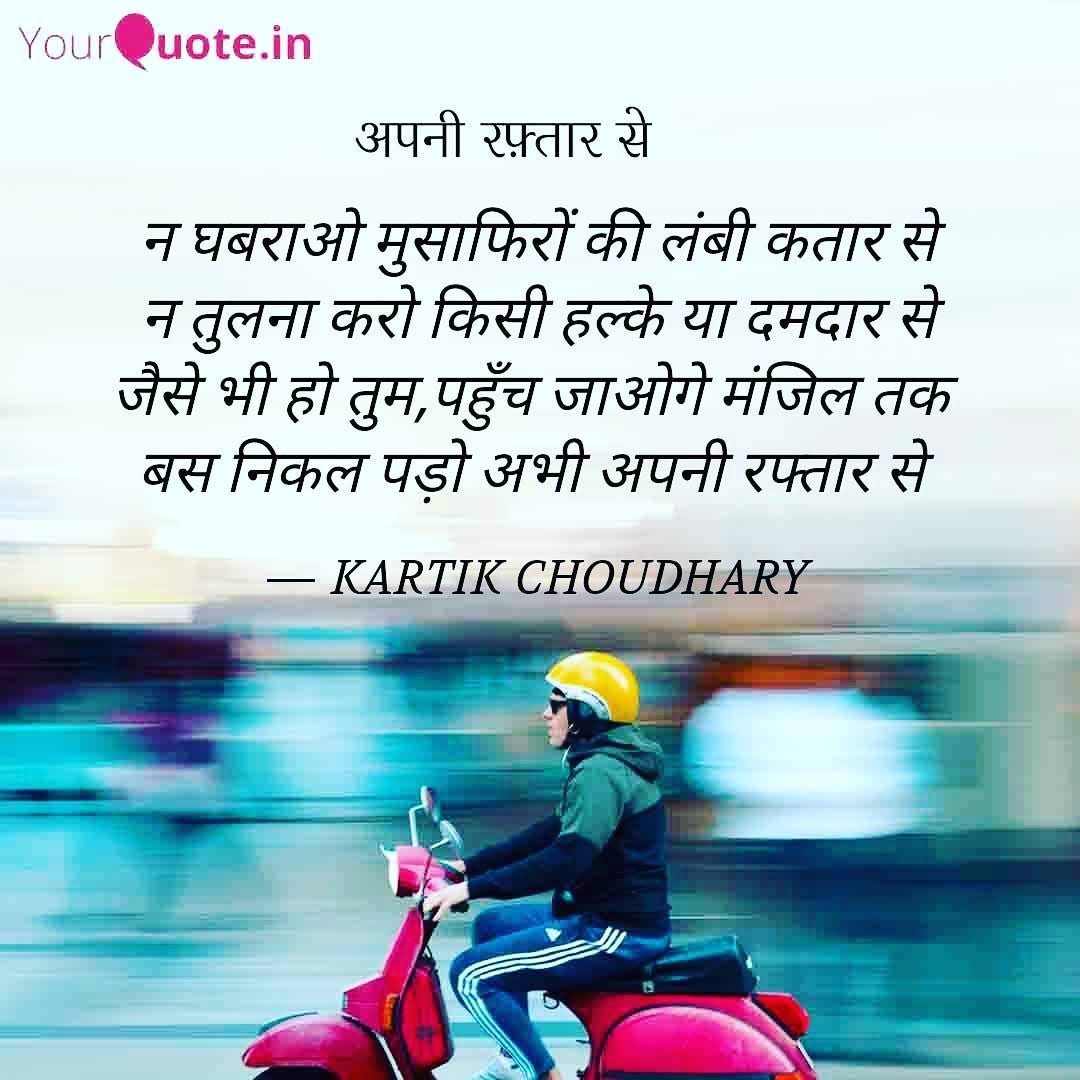 YourQuote.in
अपनी रफ़्तार से
न घबराओ मुसाफिरों की लंबी कतार से
न तुलना करो किसी हल्के या दमदार से
जैसे भी हो तुम,पहुँच जाओगे मंजिल तक
बस निकल पड़ो अभी अपनी रफ्तार से
— KARTIK CHOUDHARY